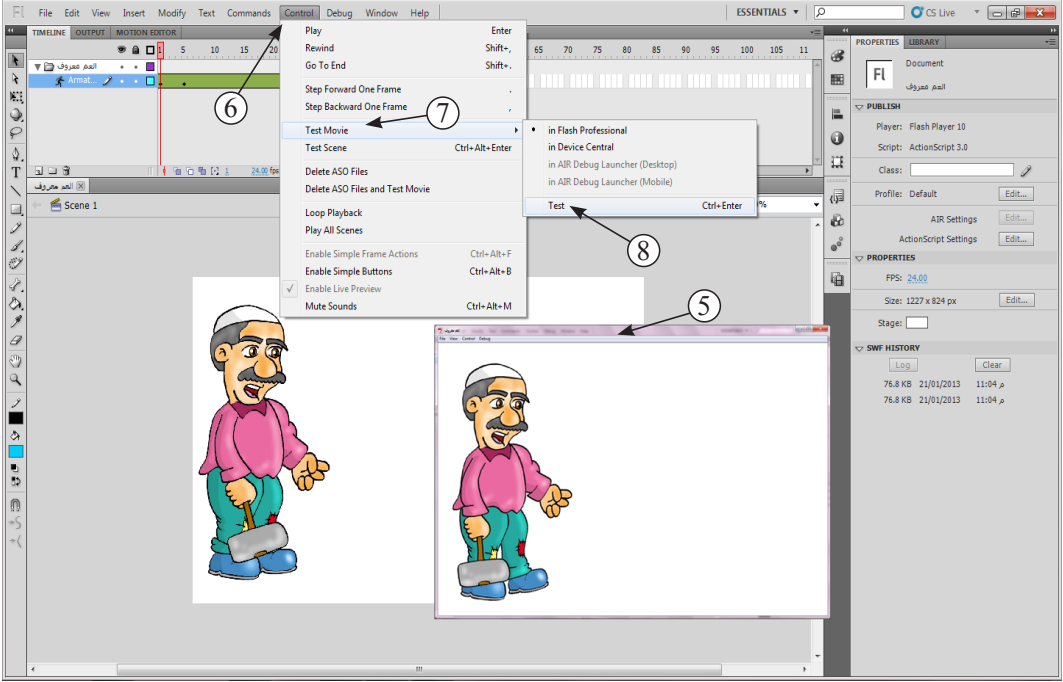 Fl File Edit View Insert Modify Text Commands Control Debug Window Help ESSENTIALS CS Live
TIMELINE OUTPUT MOTION EDITOR
1 5 10 15 20 65 70 75 80 85 90 95 100 105 11
العم معروف
Armat...
1 24.00 fps
العم معروف
Scene 1
%
Play Enter
Rewind Shift+,
Go To End Shift+.
Step Forward One Frame .
Step Backward One Frame ,
Test Movie
Test Scene Ctrl+Alt+Enter
Delete ASO Files
Delete ASO Files and Test Movie
Loop Playback
Play All Scenes
Enable Simple Frame Actions Ctrl+Alt+F
Enable Simple Buttons Ctrl+Alt+B
Enable Live Preview
Mute Sounds Ctrl+Alt+M
in Flash Professional
in Device Central
in AIR Debug Launcher (Desktop)
in AIR Debug Launcher (Mobile)
Test Ctrl+Enter
6
7
8
5
File View Control Debug
PROPERTIES LIBRARY
Fl
Document
العم معروف
PUBLISH
Player: Flash Player 10
Script: ActionScript 3.0
Class:
Profile: Default Edit...
AIR Settings Edit...
ActionScript Settings Edit...
PROPERTIES
FPS: 24.00
Size: 1227 x 824 px Edit...
Stage:
SWF HISTORY
Log Clear
76.8 KB 21/01/2013 11:04 م
76.8 KB 21/01/2013 11:04 م